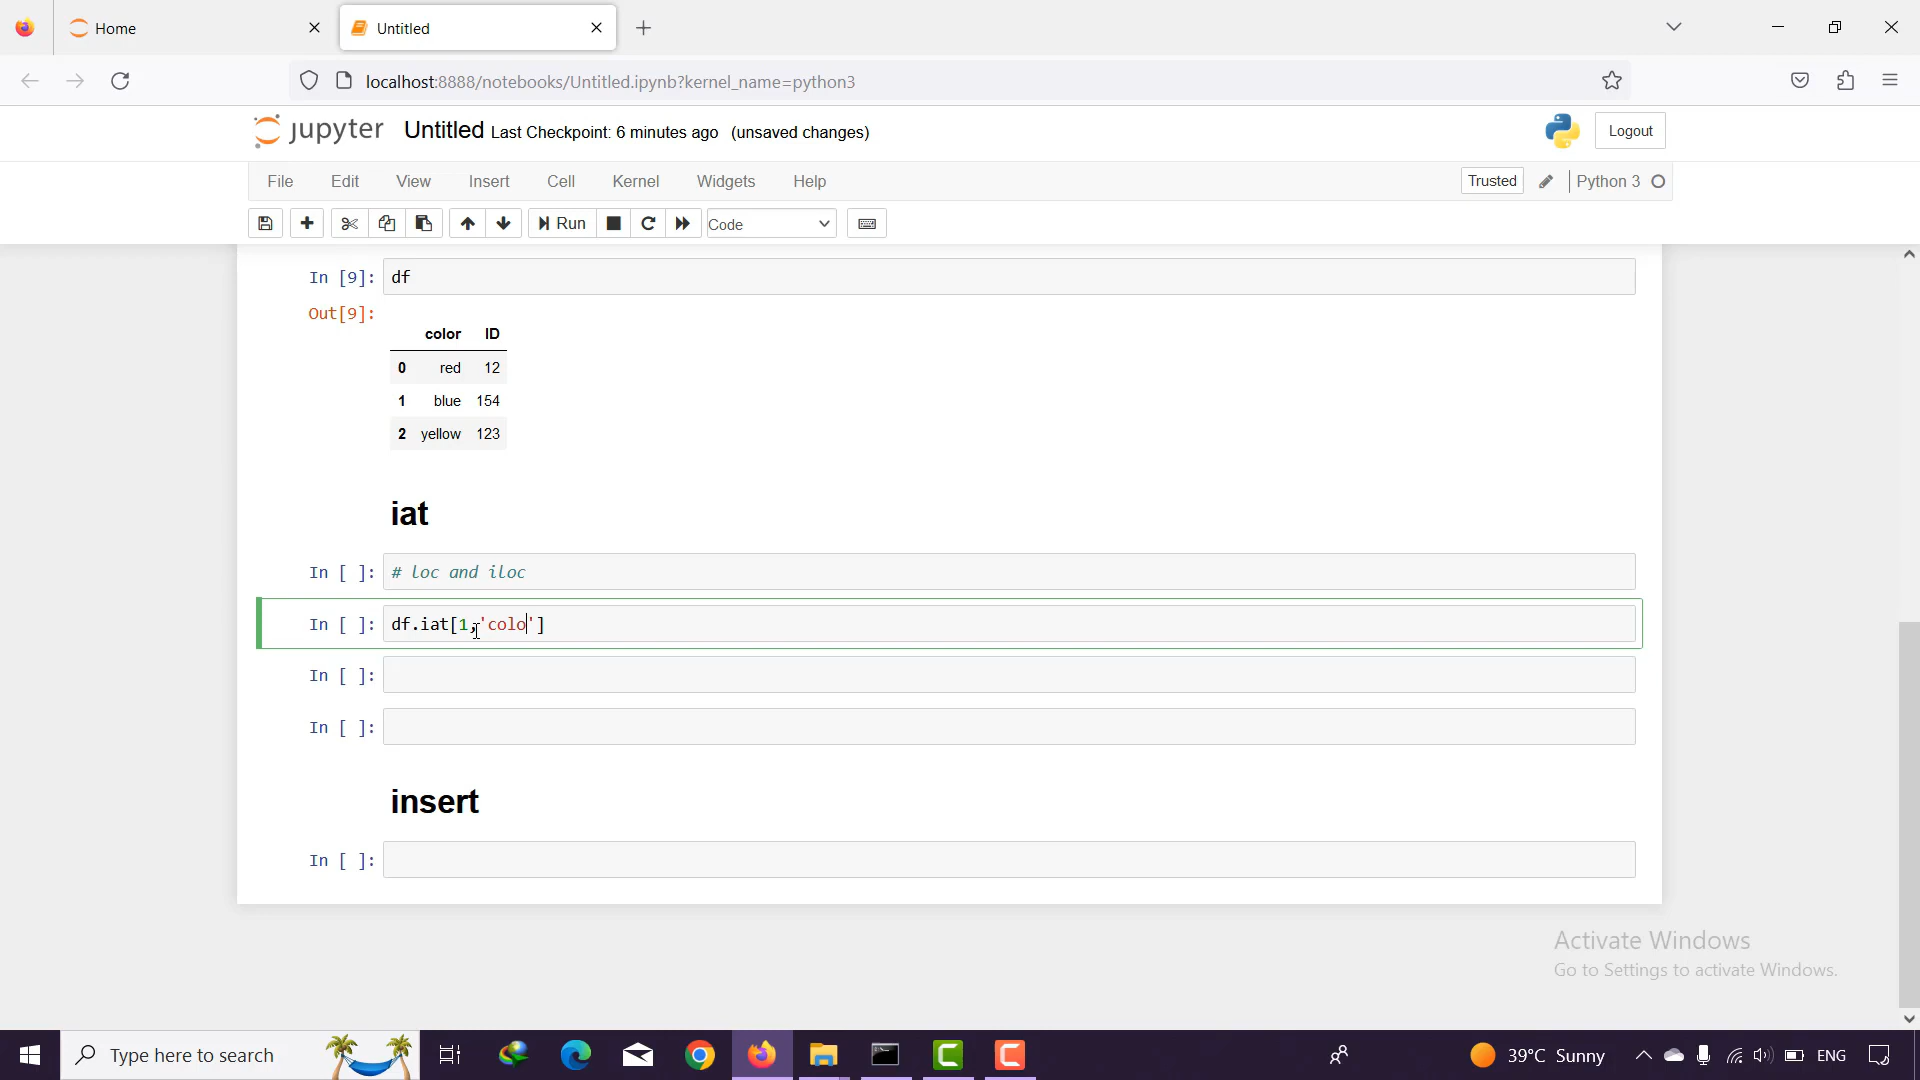 Home
Untitled
localhost:8888/notebooks/Untitled.ipynb?kernel_name=python3
jupyter Untitled Last Checkpoint: 6 minutes ago (unsaved changes)
Logout
File Edit View Insert Cell Kernel Widgets Help
Trusted Python 3
Run Code
In [9]: df
Out[9]:
color ID
0 red 12
1 blue 154
2 yellow 123
iat
In [ ]: # loc and iloc
In [ ]: df.iat[1,'colo']
In [ ]:
In [ ]:
insert
In [ ]:
Activate Windows
Go to Settings to activate Windows.
Type here to search
39°C Sunny
ENG